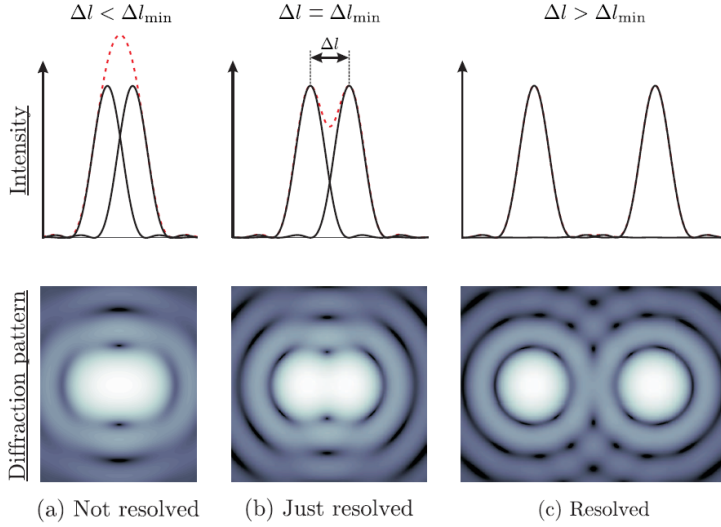 Δl < Δl_min
Δl = Δl_min
Δl > Δl_min
Δl
Intensity
Diffraction pattern
(a) Not resolved
(b) Just resolved
(c) Resolved